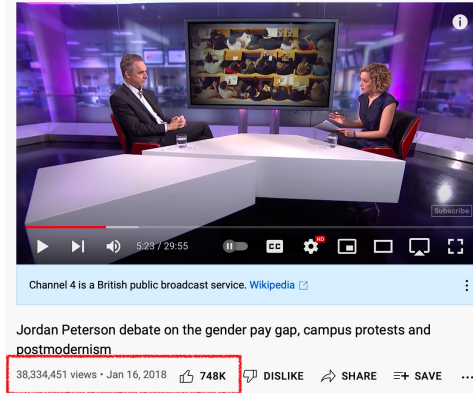 Subscribe
5:23 / 29:55
CC
HD
Channel 4 is a British public broadcast service. Wikipedia
Jordan Peterson debate on the gender pay gap, campus protests and
postmodernism
38,334,451 views • Jan 16, 2018 748K DISLIKE SHARE SAVE